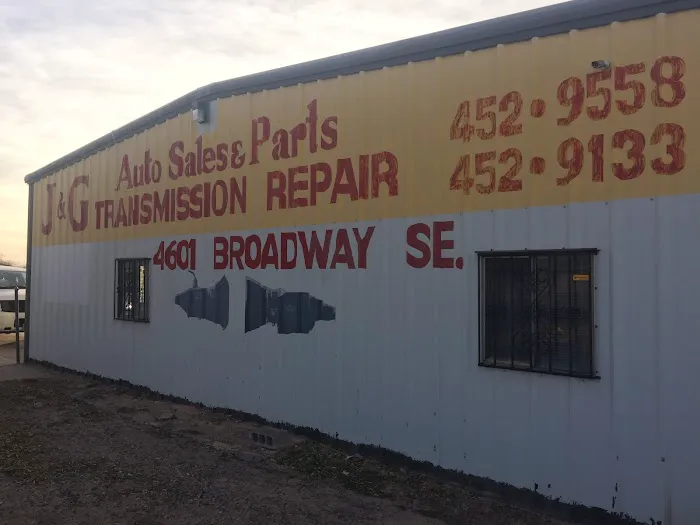 J & G Auto Sales & Parts
TRANSMISSION REPAIR
452·9558
452·9133
4601 BROADWAY SE.